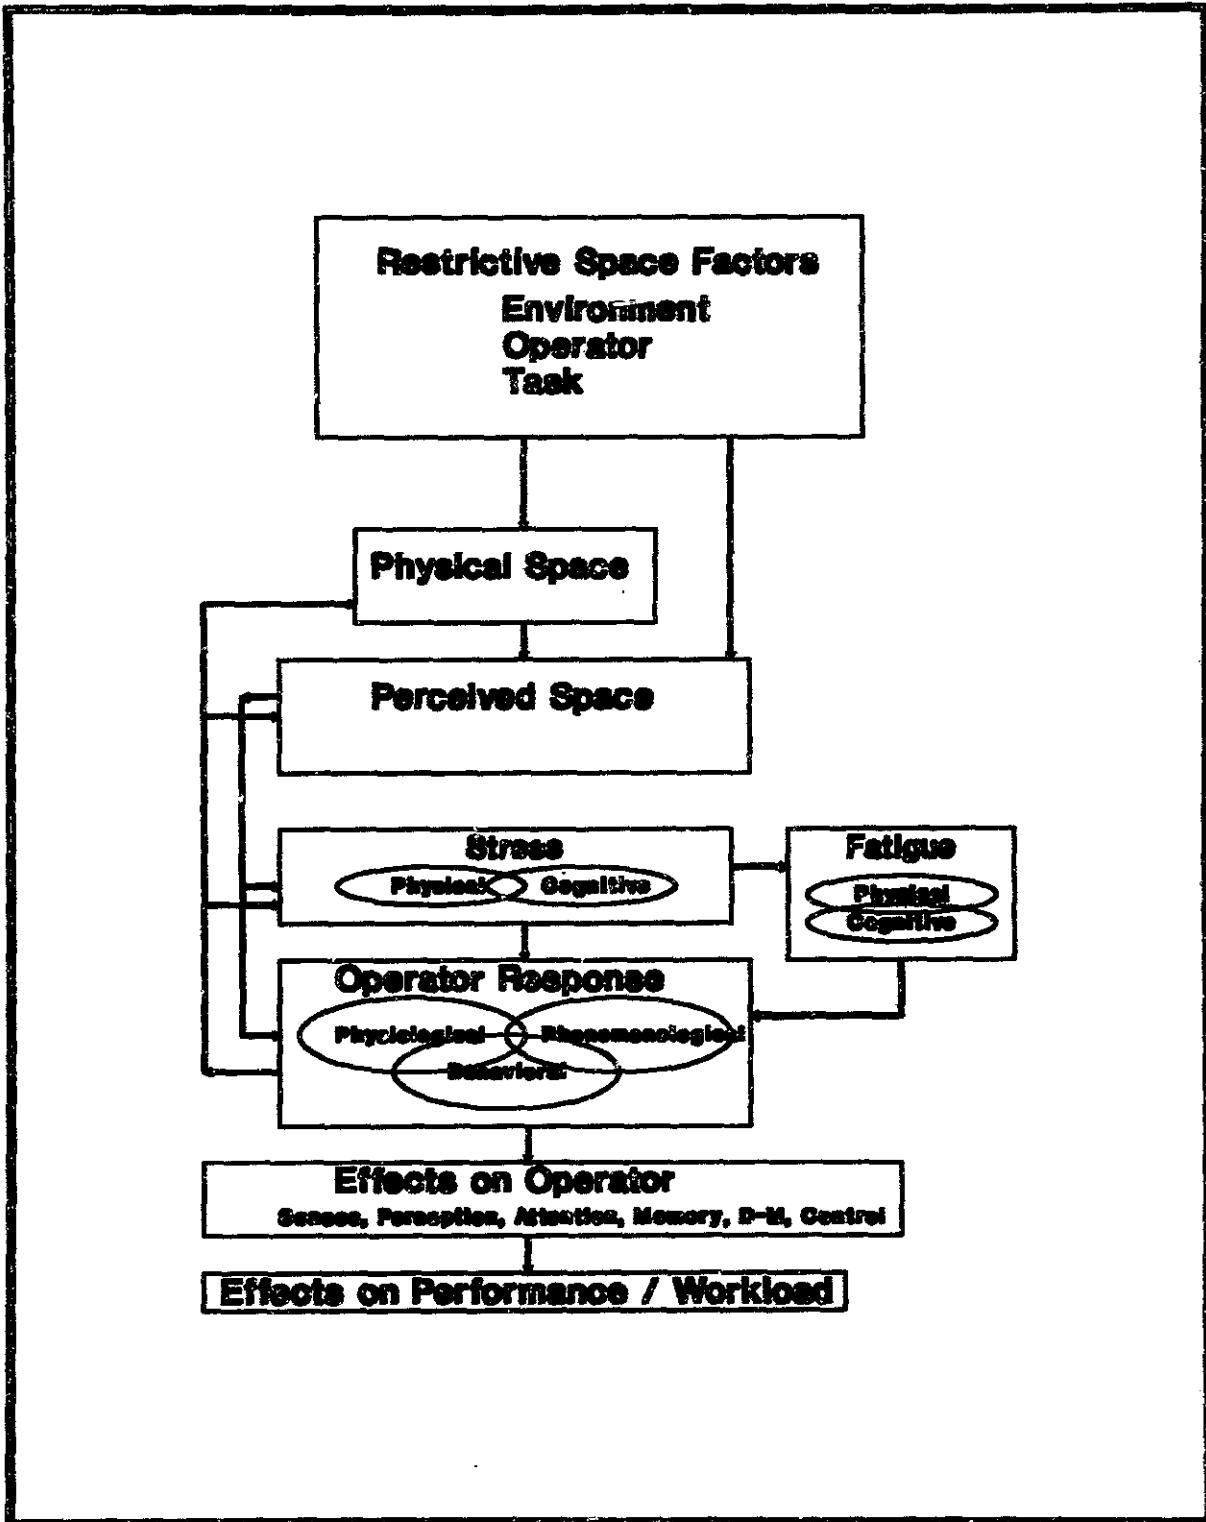 Restrictive Space Factors
Environment
Operator
Task
Physical Space
Perceived Space
Stress
Physical Cognitive
Fatigue
Physical
Cognitive
Operator Response
Physiological Phenomenological
Behavioral
Effects on Operator
Senses, Perception, Attention, Memory, D-M, Control
Effects on Performance / Workload